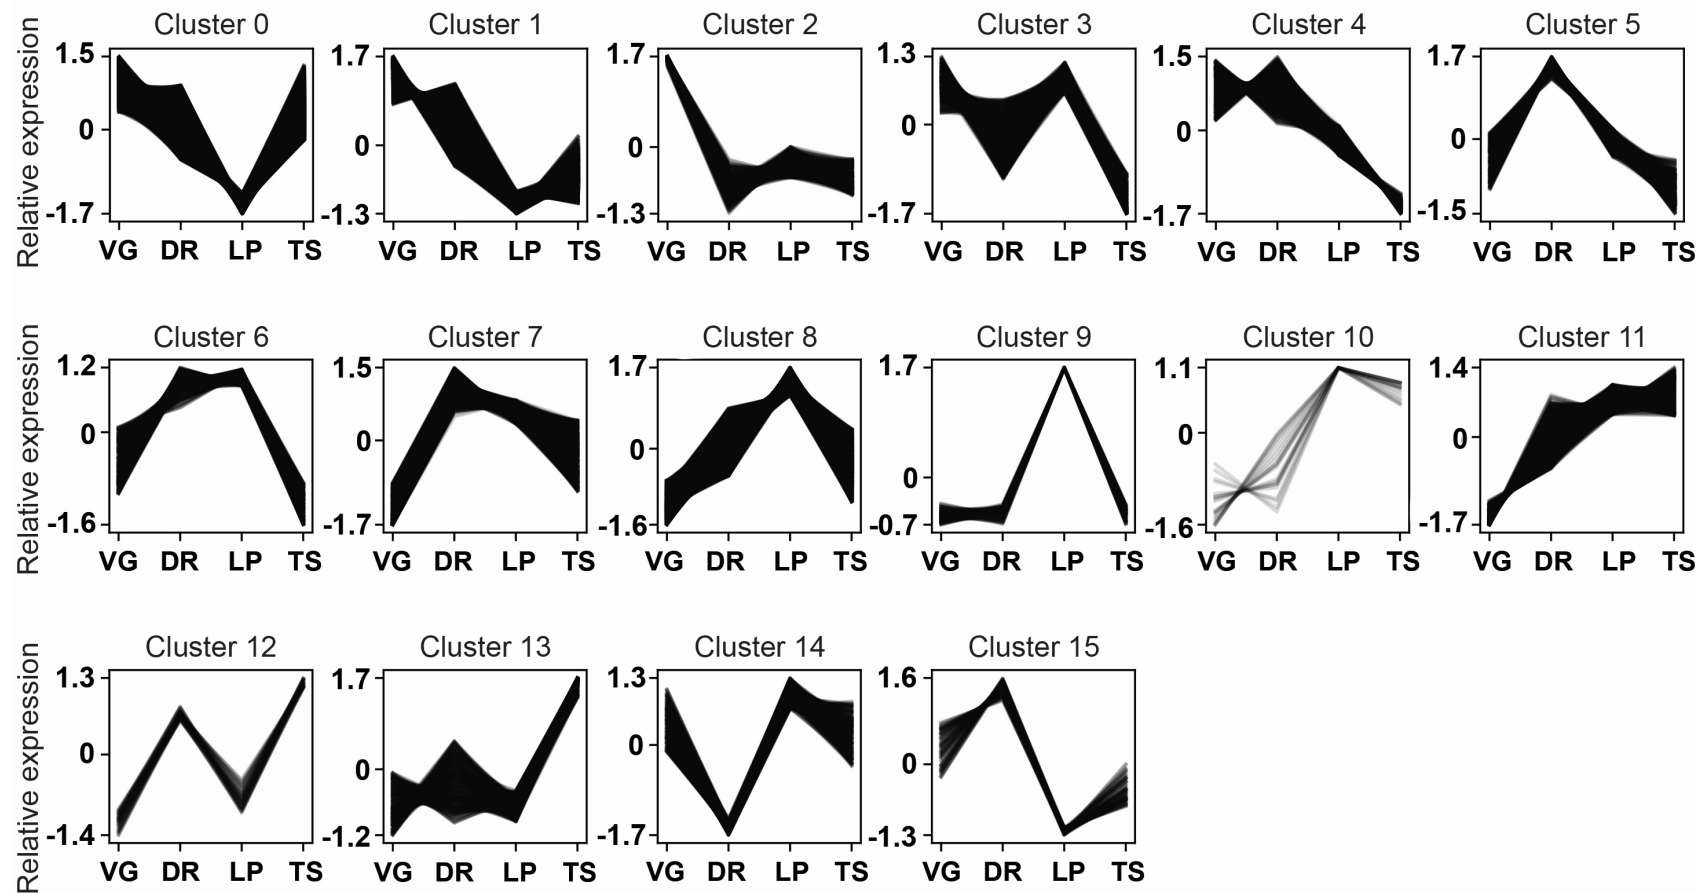 Cluster 0 Cluster 1 Cluster 2 Cluster 3 Cluster 4 Cluster 5
Relative expression
1.5 0 -1.7 1.7 0 -1.3 1.7 0 -1.3 1.3 0 -1.7 1.5 0 -1.7 1.7 0 -1.5
VG DR LP TS VG DR LP TS VG DR LP TS VG DR LP TS VG DR LP TS VG DR LP TS
Cluster 6 Cluster 7 Cluster 8 Cluster 9 Cluster 10 Cluster 11
Relative expression
1.2 0 -1.6 1.5 0 -1.7 1.7 0 -1.6 1.7 0 -0.7 1.1 0 -1.6 1.4 0 -1.7
VG DR LP TS VG DR LP TS VG DR LP TS VG DR LP TS VG DR LP TS VG DR LP TS
Cluster 12 Cluster 13 Cluster 14 Cluster 15
Relative expression
1.3 0 -1.4 1.7 0 -1.2 1.3 0 -1.7 1.6 0 -1.3
VG DR LP TS VG DR LP TS VG DR LP TS VG DR LP TS